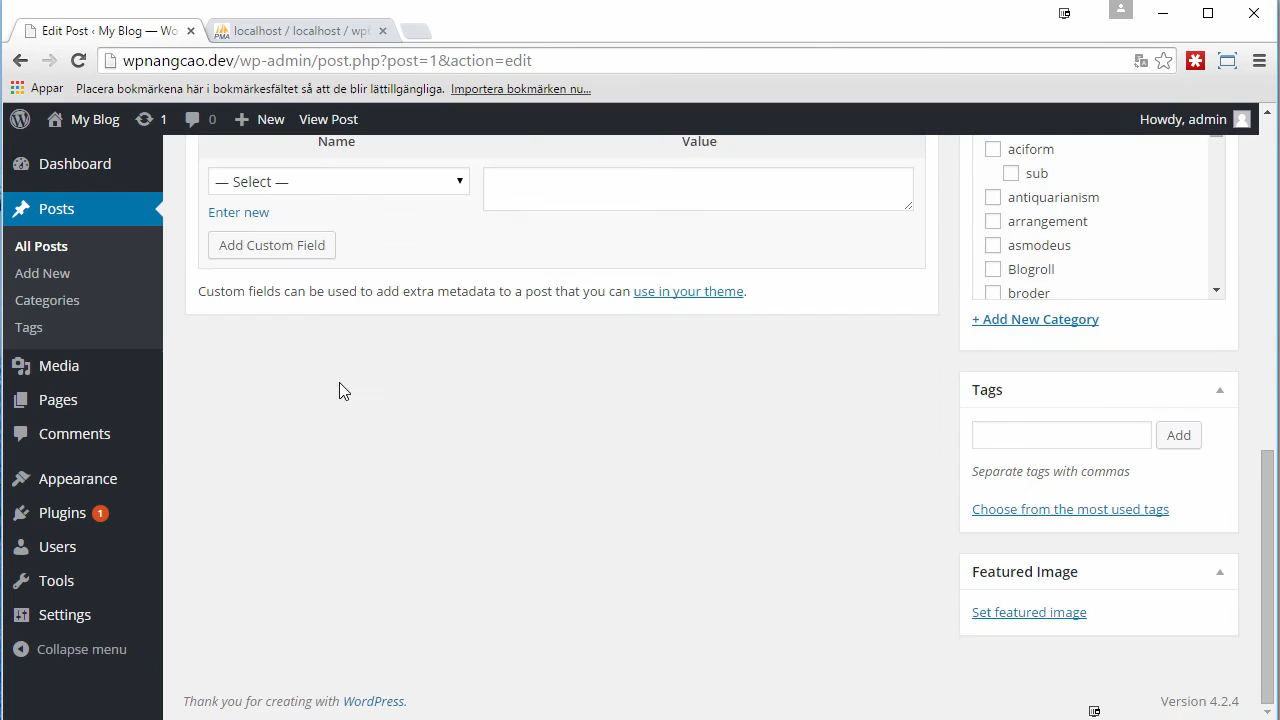 Edit Post ‹ My Blog — Wo
localhost / localhost / wpf
wpnangcao.dev/wp-admin/post.php?post=1&action=edit
Appar
Placera bokmärkena här i bokmärkesfältet så att de blir lättillgängliga. Importera bokmärken nu...
My Blog 1 0 New View Post Howdy, admin
Dashboard
Posts
All Posts
Add New
Categories
Tags
Media
Pages
Comments
Appearance
Plugins 1
Users
Tools
Settings
Collapse menu
Name Value
— Select —
Enter new
Add Custom Field
Custom fields can be used to add extra metadata to a post that you can use in your theme.
aciform
sub
antiquarianism
arrangement
asmodeus
Blogroll
broder
+ Add New Category
Tags
Add
Separate tags with commas
Choose from the most used tags
Featured Image
Set featured image
Thank you for creating with WordPress.
Version 4.2.4